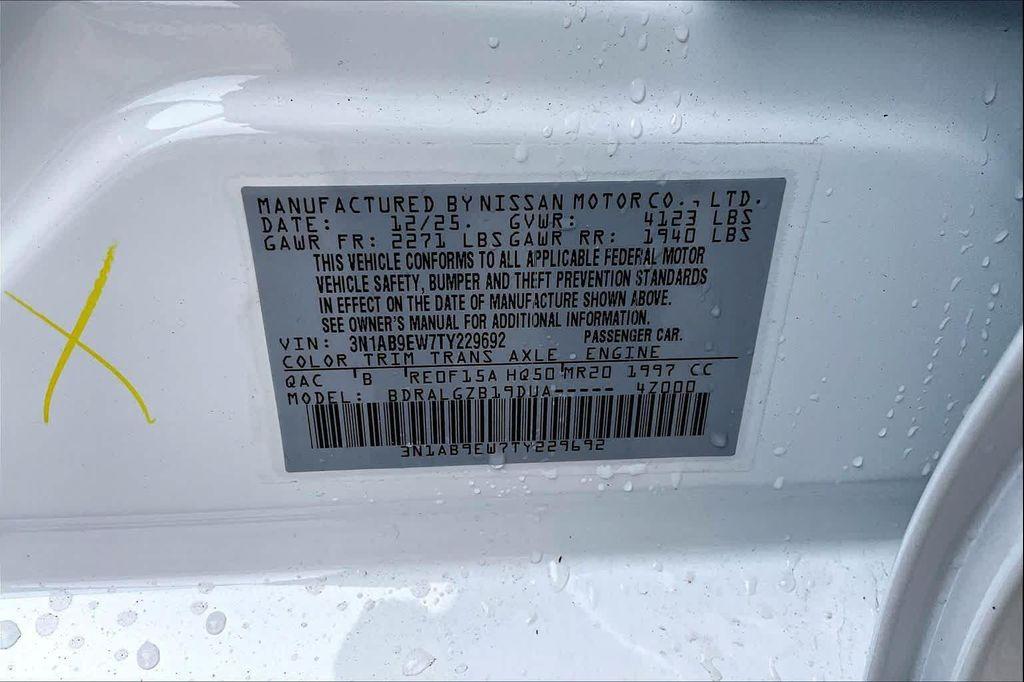 MANUFACTURED BY NISSAN MOTOR CO., LTD.
DATE: 12/25. GVWR: 4123 LBS
GAWR FR: 2271 LBS GAWR RR: 1940 LBS
THIS VEHICLE CONFORMS TO ALL APPLICABLE FEDERAL MOTOR
VEHICLE SAFETY, BUMPER AND THEFT PREVENTION STANDARDS
IN EFFECT ON THE DATE OF MANUFACTURE SHOWN ABOVE.
SEE OWNER'S MANUAL FOR ADDITIONAL INFORMATION.
VIN: 3N1AB9EW7TY229692 PASSENGER CAR.
COLOR TRIM TRANS AXLE ENGINE
QAC B RE0F15A HQ50 MR20 1997 CC
MODEL: BDRALGZB19DUA----- 4Z000
3N1AB9EW7TY229692